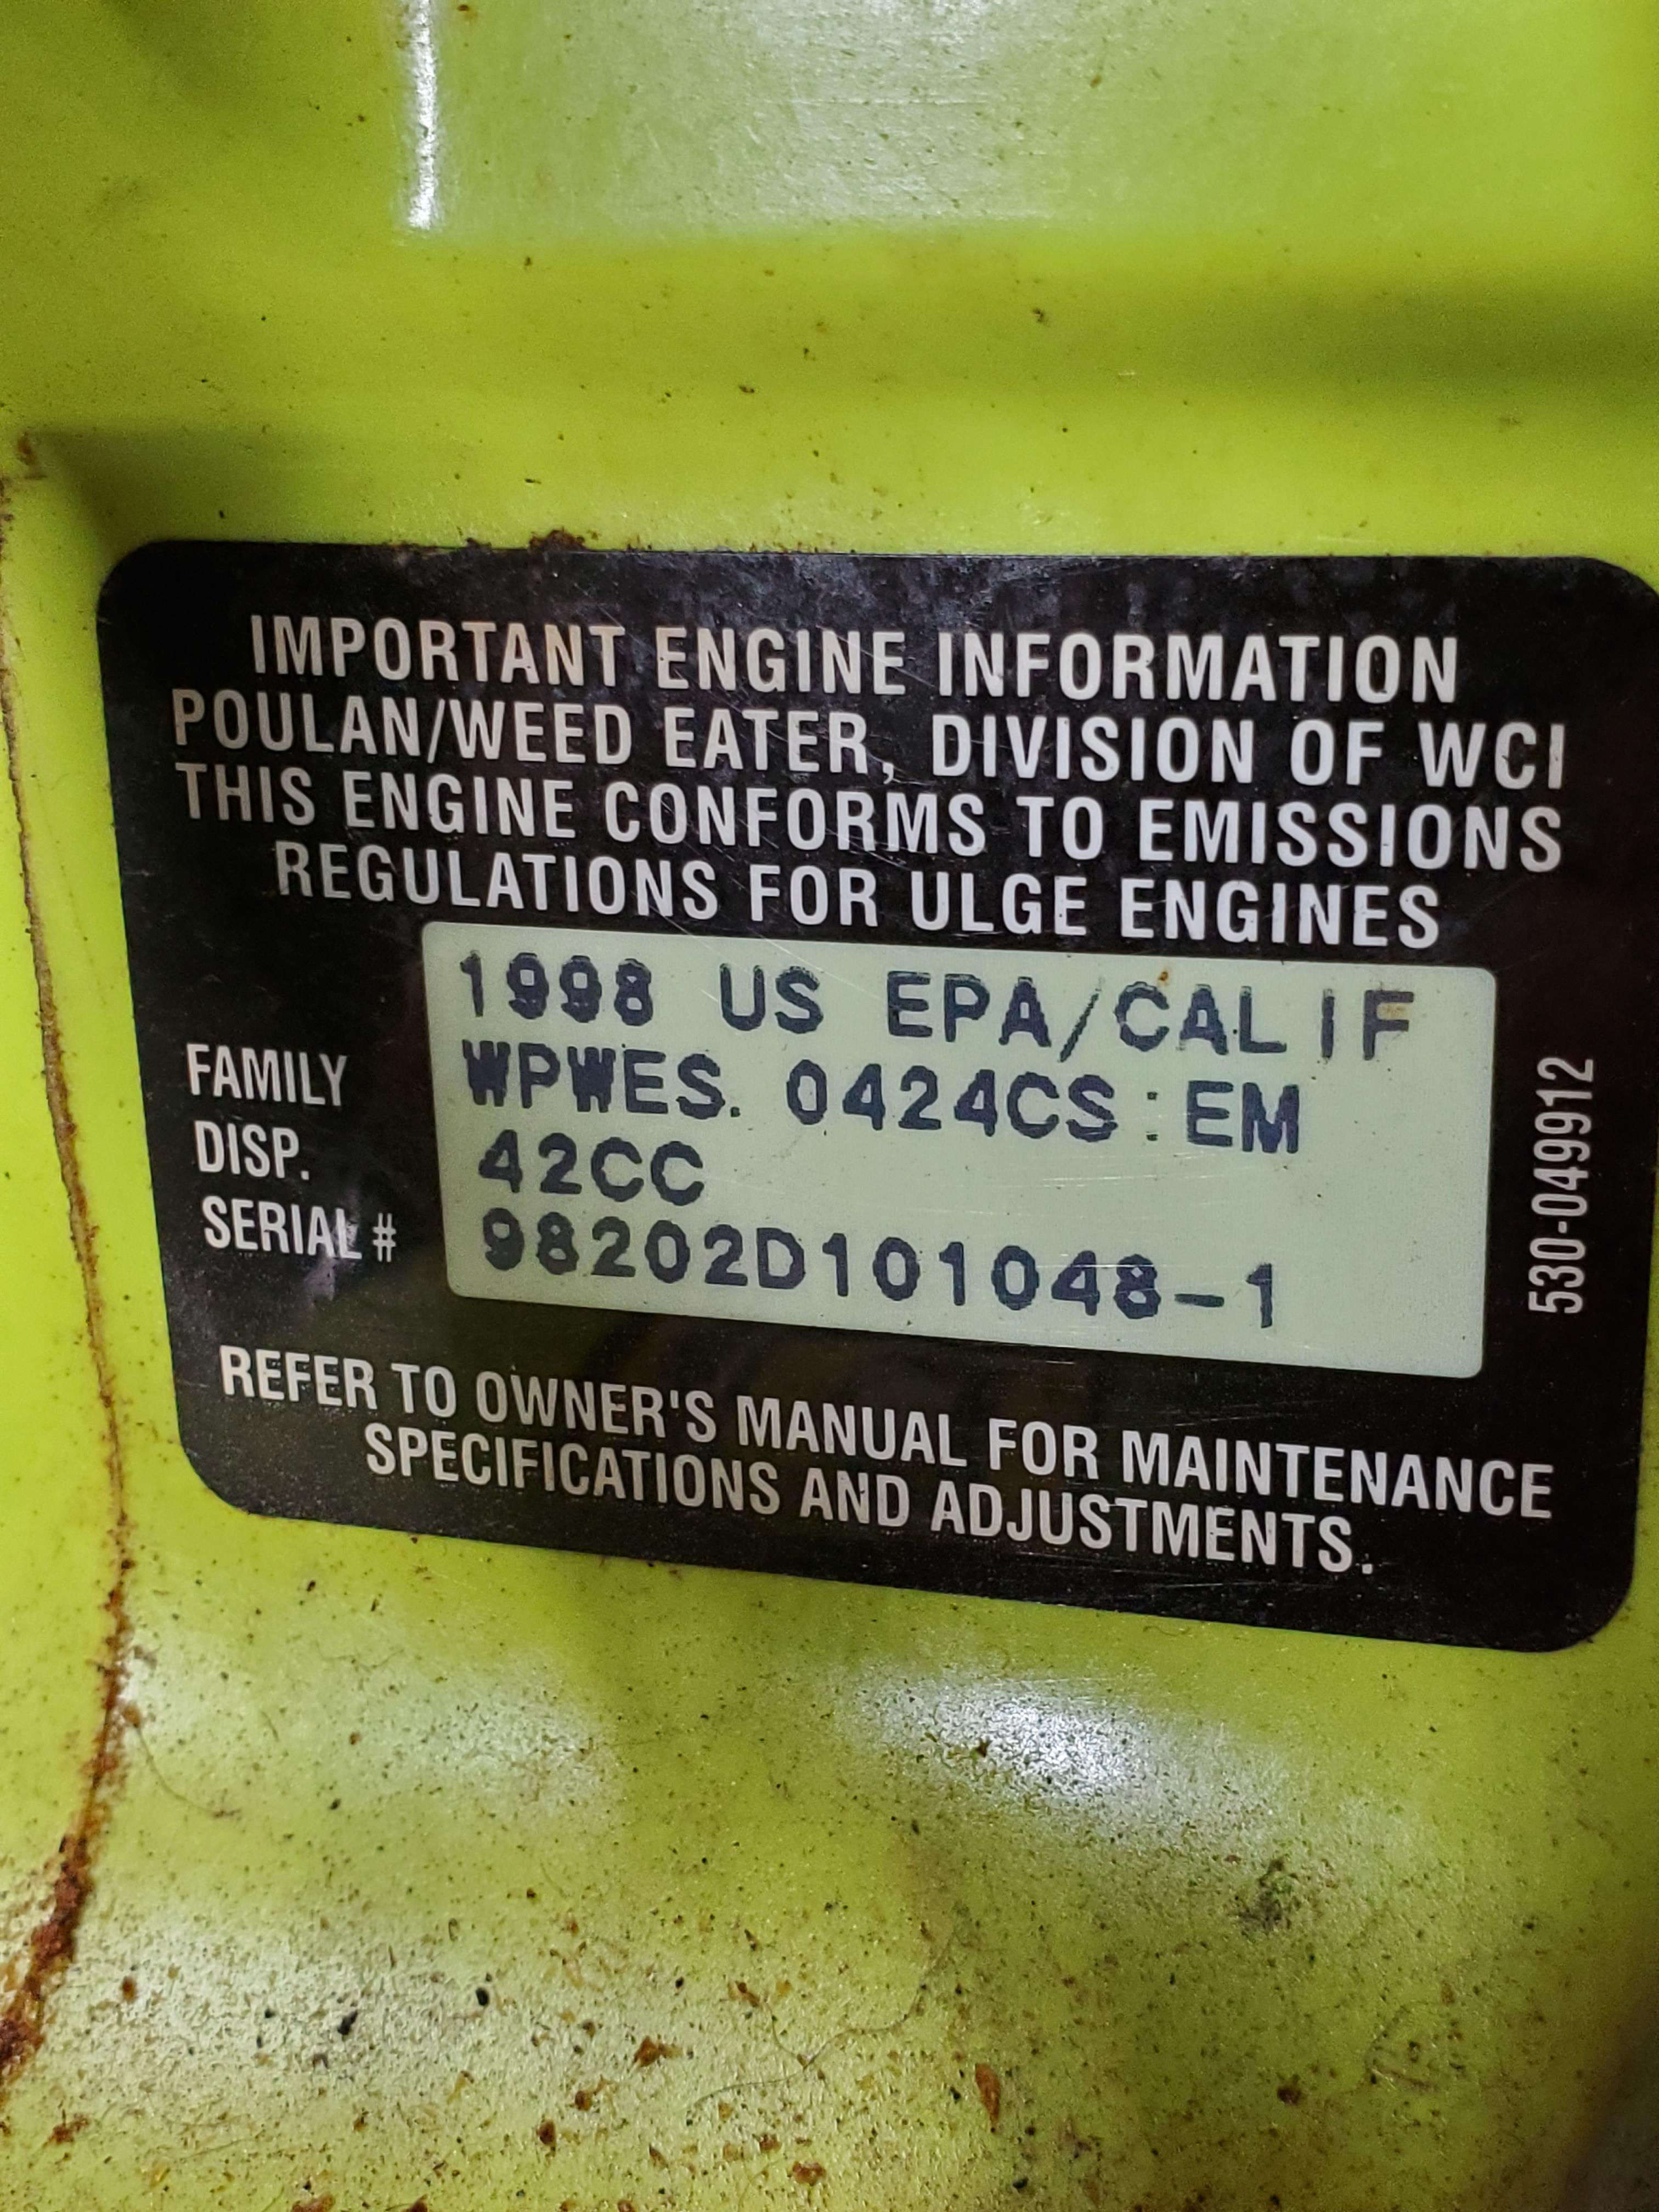 IMPORTANT ENGINE INFORMATION
POULAN/WEED EATER, DIVISION OF WCI
THIS ENGINE CONFORMS TO EMISSIONS
REGULATIONS FOR ULGE ENGINES
1998 US EPA/CALIF
FAMILY WPWES. 0424CS:EM
DISP. 42CC
SERIAL # 98202D101048-1
530-049912
REFER TO OWNER'S MANUAL FOR MAINTENANCE
SPECIFICATIONS AND ADJUSTMENTS.